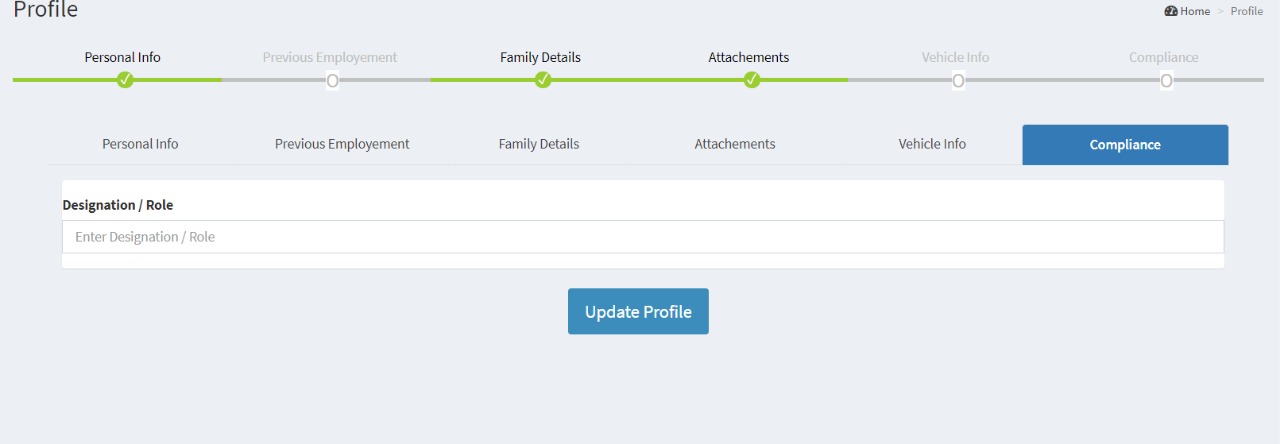 Profile
Home > Profile
Personal Info Previous Employement Family Details Attachements Vehicle Info Compliance
Personal Info Previous Employement Family Details Attachements Vehicle Info Compliance
Designation / Role
Enter Designation / Role
Update Profile